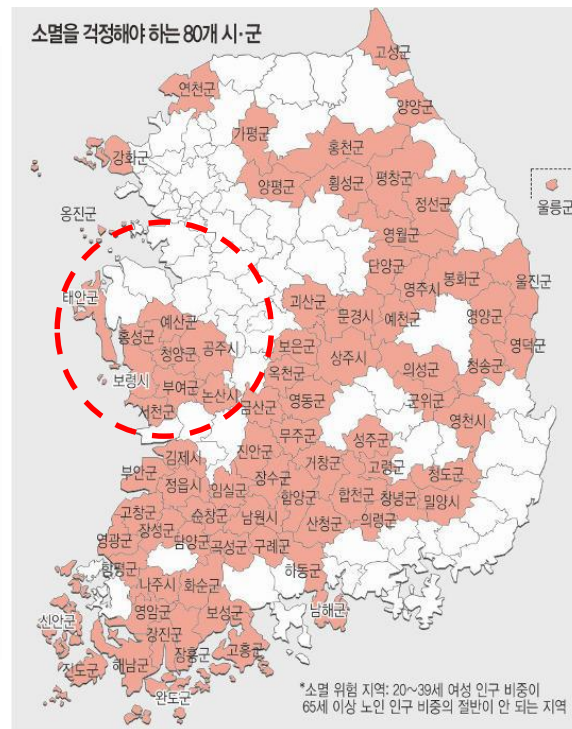 소멸을 걱정해야 하는 80개 시·군
고성군
연천군
양양군
가평군
홍천군
강화군
양평군
횡성군
평창군
정선군
울릉군
옹진군
영월군
단양군
봉화군
울진군
태안군
괴산군
영주시
예산군
문경시
예천군
영양군
홍성군
공주시
보은군
청양군
상주시
영덕군
의성군
청송군
보령시
옥천군
부여군
논산시
영동군
군위군
서천군
금산군
영천시
무주군
성주군
김제시
진안군
거창군
고령군
부안군
장수군
청도군
정읍시
임실군
함양군
합천군
창녕군
밀양시
고창군
순창군
남원시
산청군
의령군
장성군
영광군
담양군
곡성군
구례군
함평군
하동군
나주시
화순군
남해군
신안군
영암군
보성군
강진군
고흥군
진도군
해남군
장흥군
완도군
*소멸 위험 지역: 20~39세 여성 인구 비중이
65세 이상 노인 인구 비중의 절반이 안 되는 지역